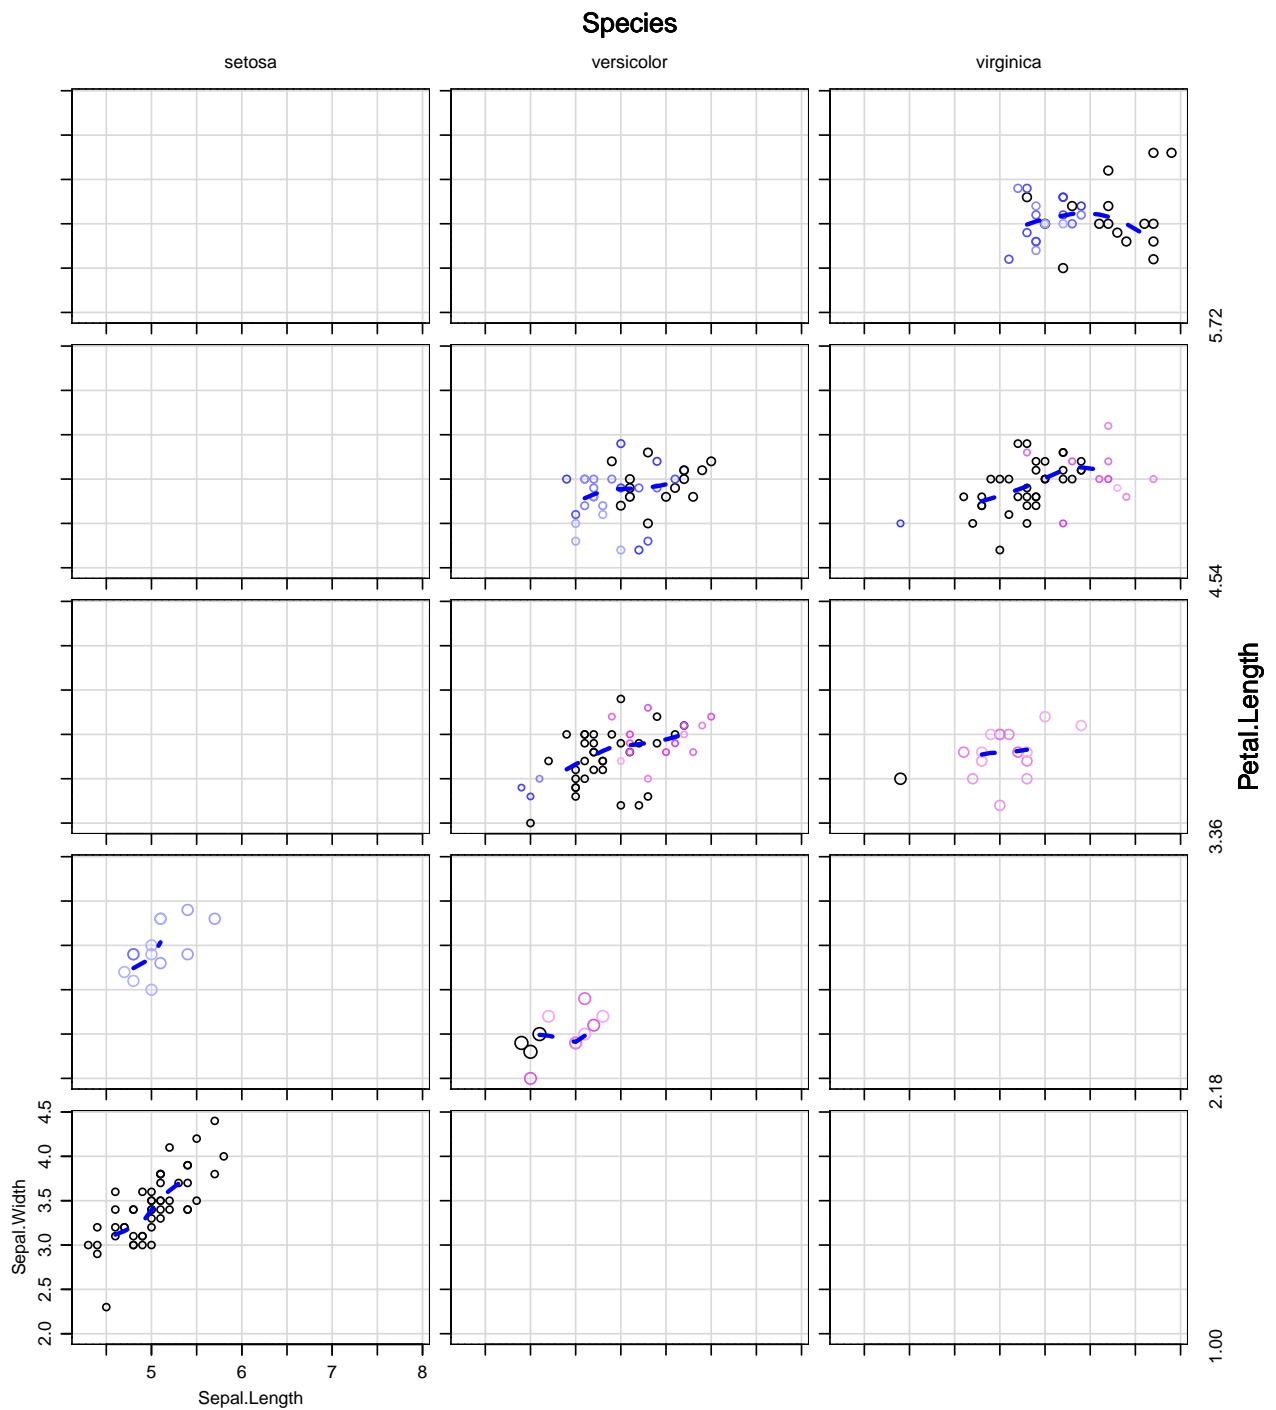 Species
setosa versicolor virginica
5.72
4.54
Petal.Length
3.36
2.18
1.00
4.5
4.0
3.5
3.0
2.5
2.0
Sepal.Width
5 6 7 8
Sepal.Length